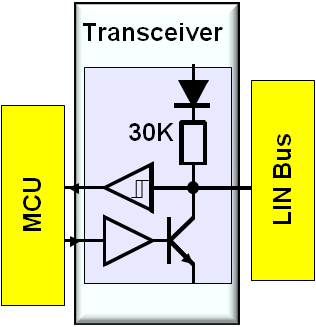 Transceiver
30K
MCU
LIN Bus